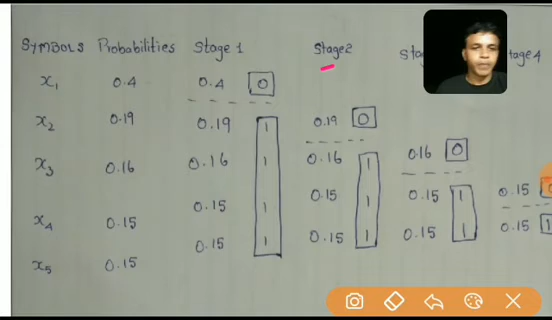 SYMBOLS Probabilities Stage 1 Stage2 tage 4
x1 0.4 0.4 0
x2 0.19 0.19 1 0.19 0
x3 0.16 0.16 1 0.16 1 0.16 0
x4 0.15 0.15 1 0.15 1 0.15 1 0.15
x5 0.15 0.15 1 0.15 1 0.15 1 0.15 1